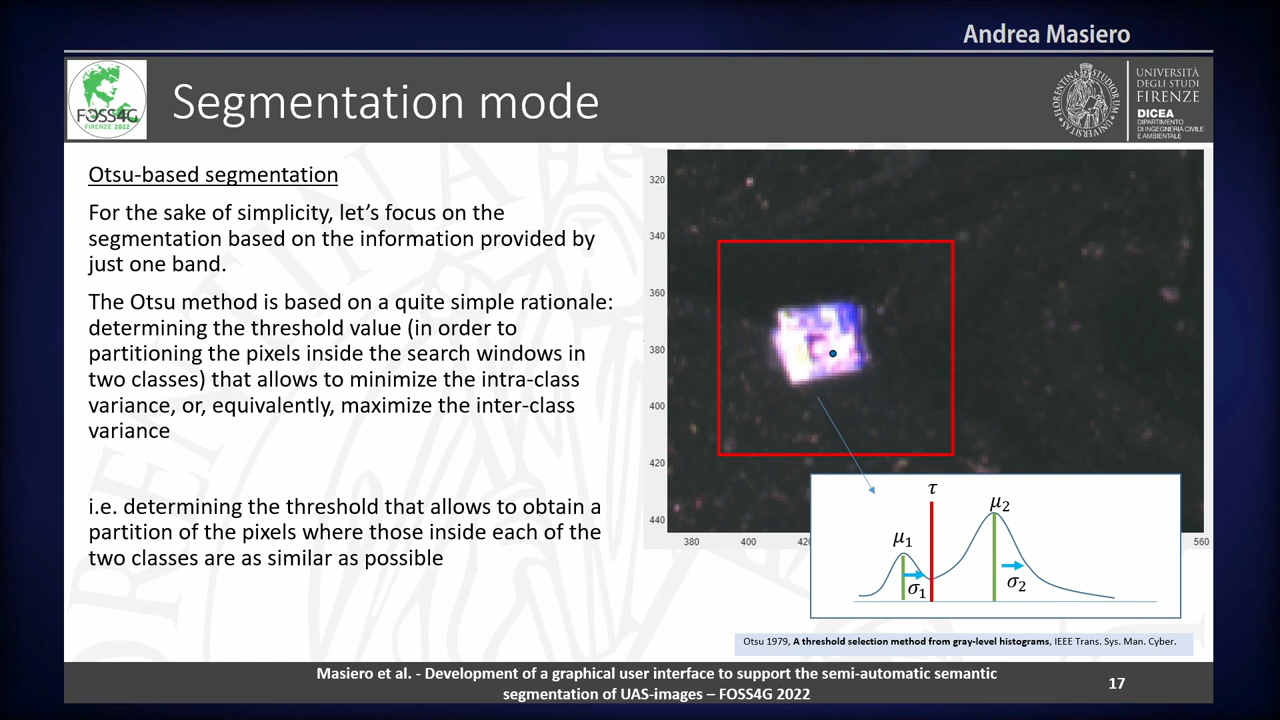 Andrea Masiero
FOSS4G
FIRENZE 2022
Segmentation mode
UNIVERSITÀ
DEGLI STUDI
FIRENZE
DICEA
DIPARTIMENTO
DI INGEGNERIA CIVILE
E AMBIENTALE
Otsu-based segmentation
For the sake of simplicity, let’s focus on the
segmentation based on the information provided by
just one band.
The Otsu method is based on a quite simple rationale:
determining the threshold value (in order to
partitioning the pixels inside the search windows in
two classes) that allows to minimize the intra-class
variance, or, equivalently, maximize the inter-class
variance
i.e. determining the threshold that allows to obtain a
partition of the pixels where those inside each of the
two classes are as similar as possible
320
340
360
380
400
420
440
380 400 42 560
τ
μ1
μ2
σ1
σ2
Otsu 1979, A threshold selection method from gray-level histograms, IEEE Trans. Sys. Man. Cyber.
Masiero et al. - Development of a graphical user interface to support the semi-automatic semantic
segmentation of UAS-images – FOSS4G 2022
17